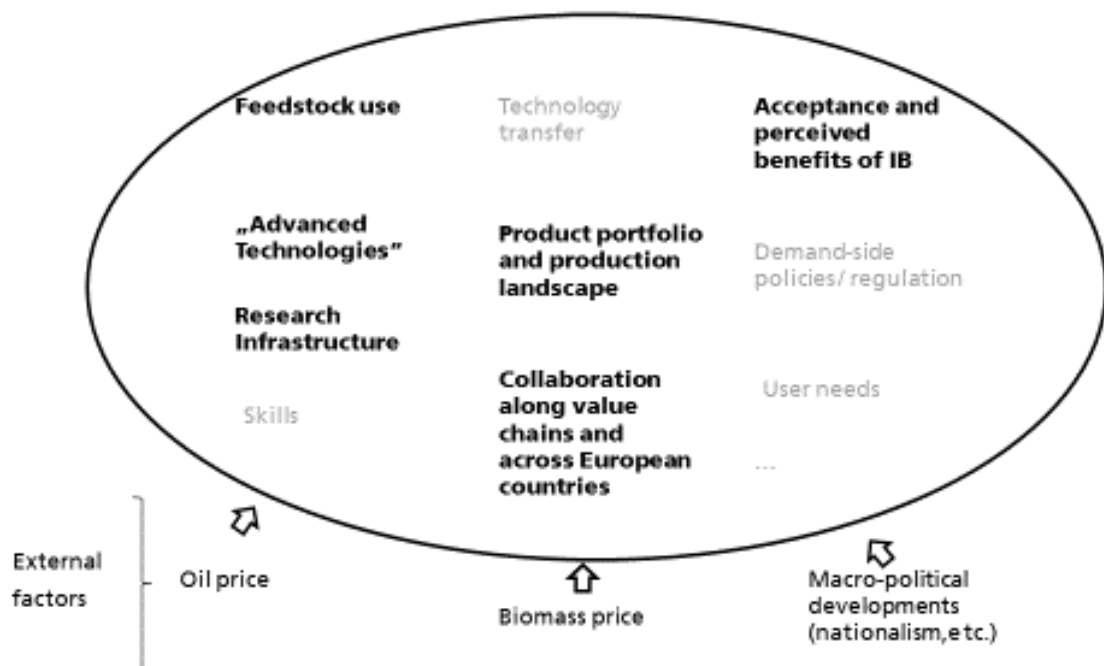 Feedstock use
Technology
transfer
Acceptance and
perceived
benefits of IB
„Advanced
Technologies”
Product portfolio
and production
landscape
Demand-side
policies/ regulation
Research
Infrastructure
Collaboration
along value
chains and
across European
countries
User needs
Skills
...
External
factors
Oil price
Biomass price
Macro-political
developments
(nationalism,etc.)